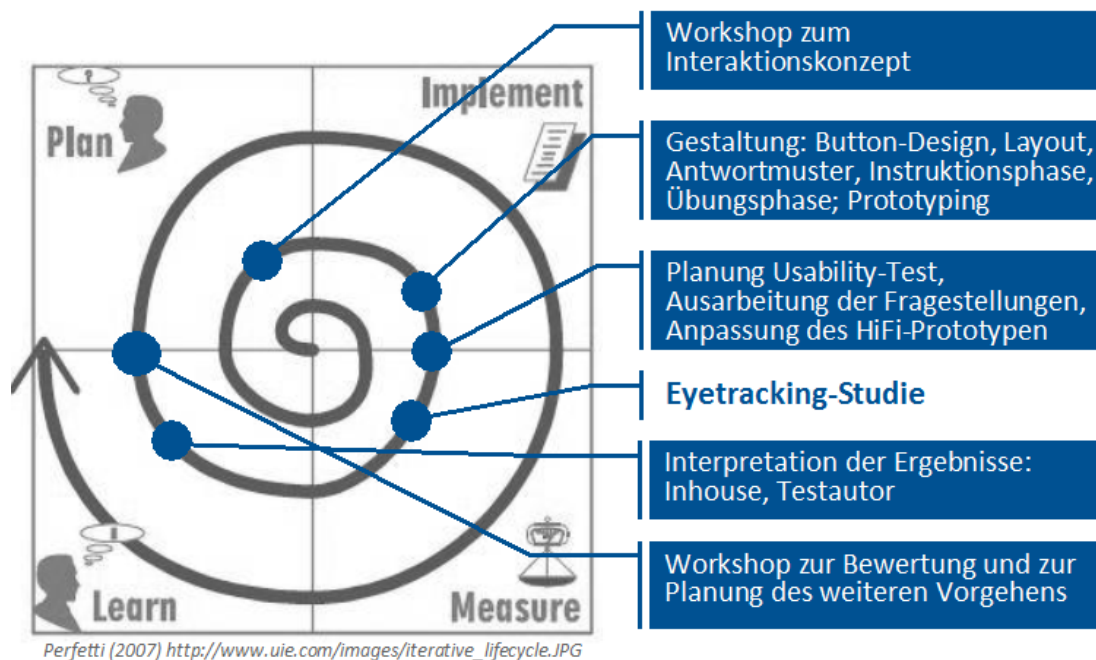 Workshop zum
Interaktionskonzept
Plan
?
Implement
Gestaltung: Button-Design, Layout,
Antwortmuster, Instruktionsphase,
Übungsphase; Prototyping
Planung Usability-Test,
Ausarbeitung der Fragestellungen,
Anpassung des HiFi-Prototypen
Eyetracking-Studie
Interpretation der Ergebnisse:
Inhouse, Testautor
Workshop zur Bewertung und zur
Planung des weiteren Vorgehens
Learn
Measure
Perfetti (2007) http://www.uie.com/images/iterative_lifecycle.JPG